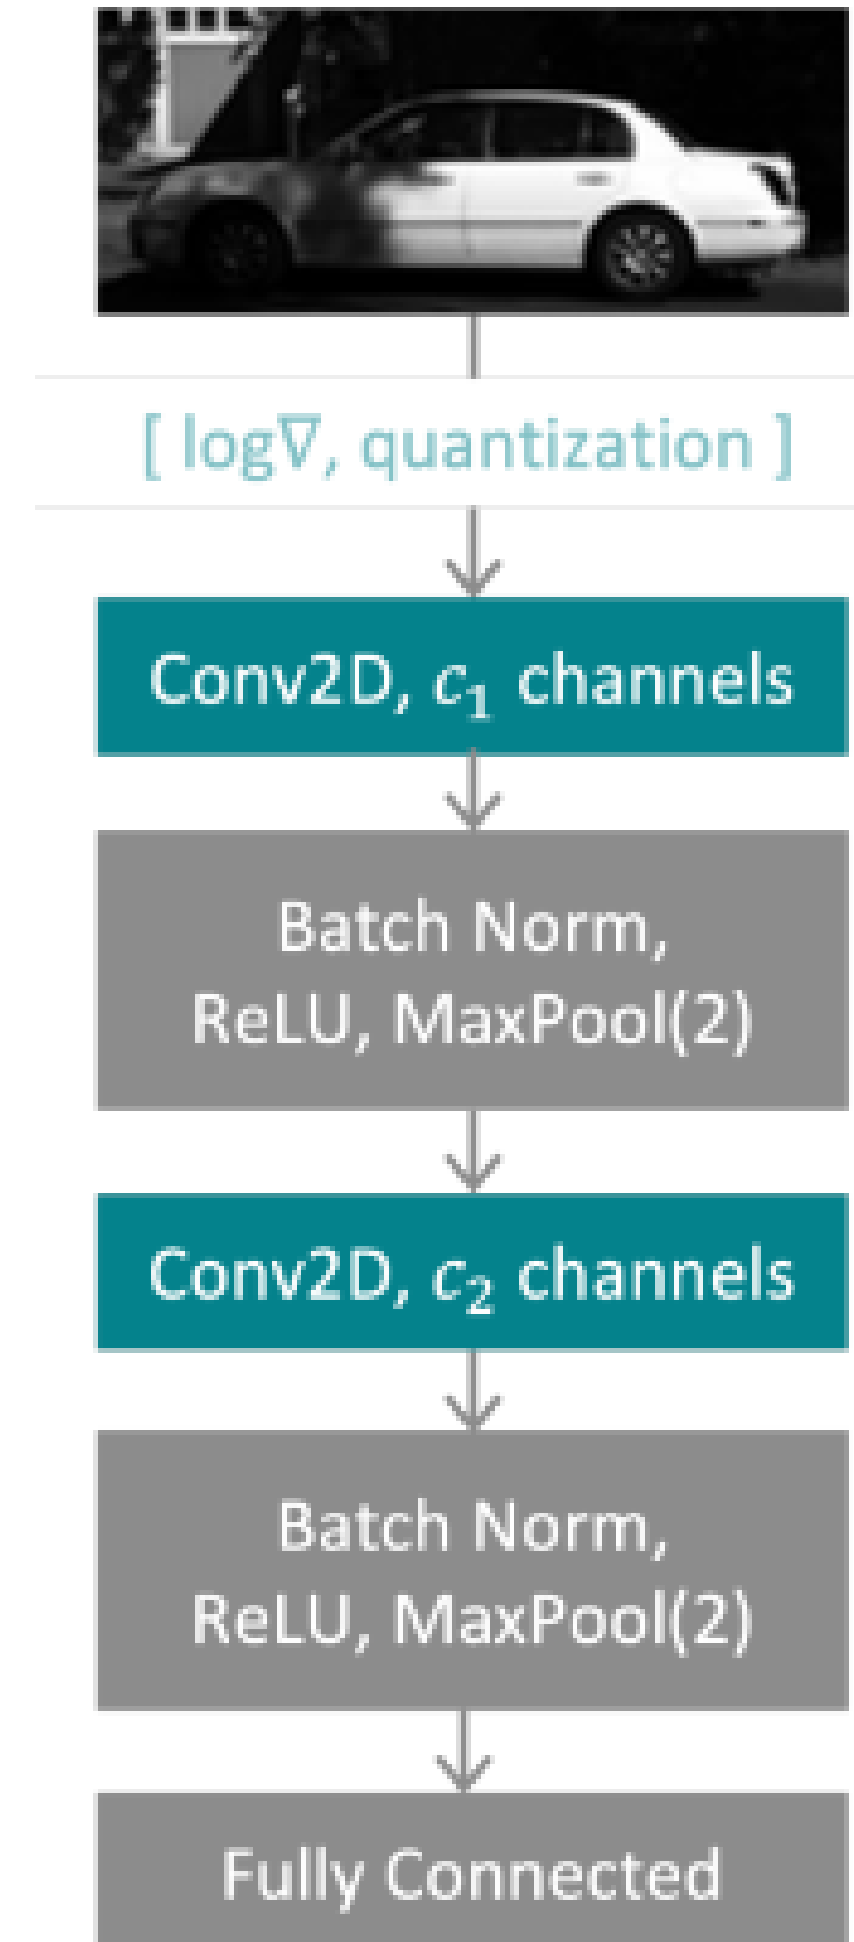 [ log∇, quantization ]
Conv2D, c₁ channels
Batch Norm,
ReLU, MaxPool(2)
Conv2D, c₂ channels
Batch Norm,
ReLU, MaxPool(2)
Fully Connected